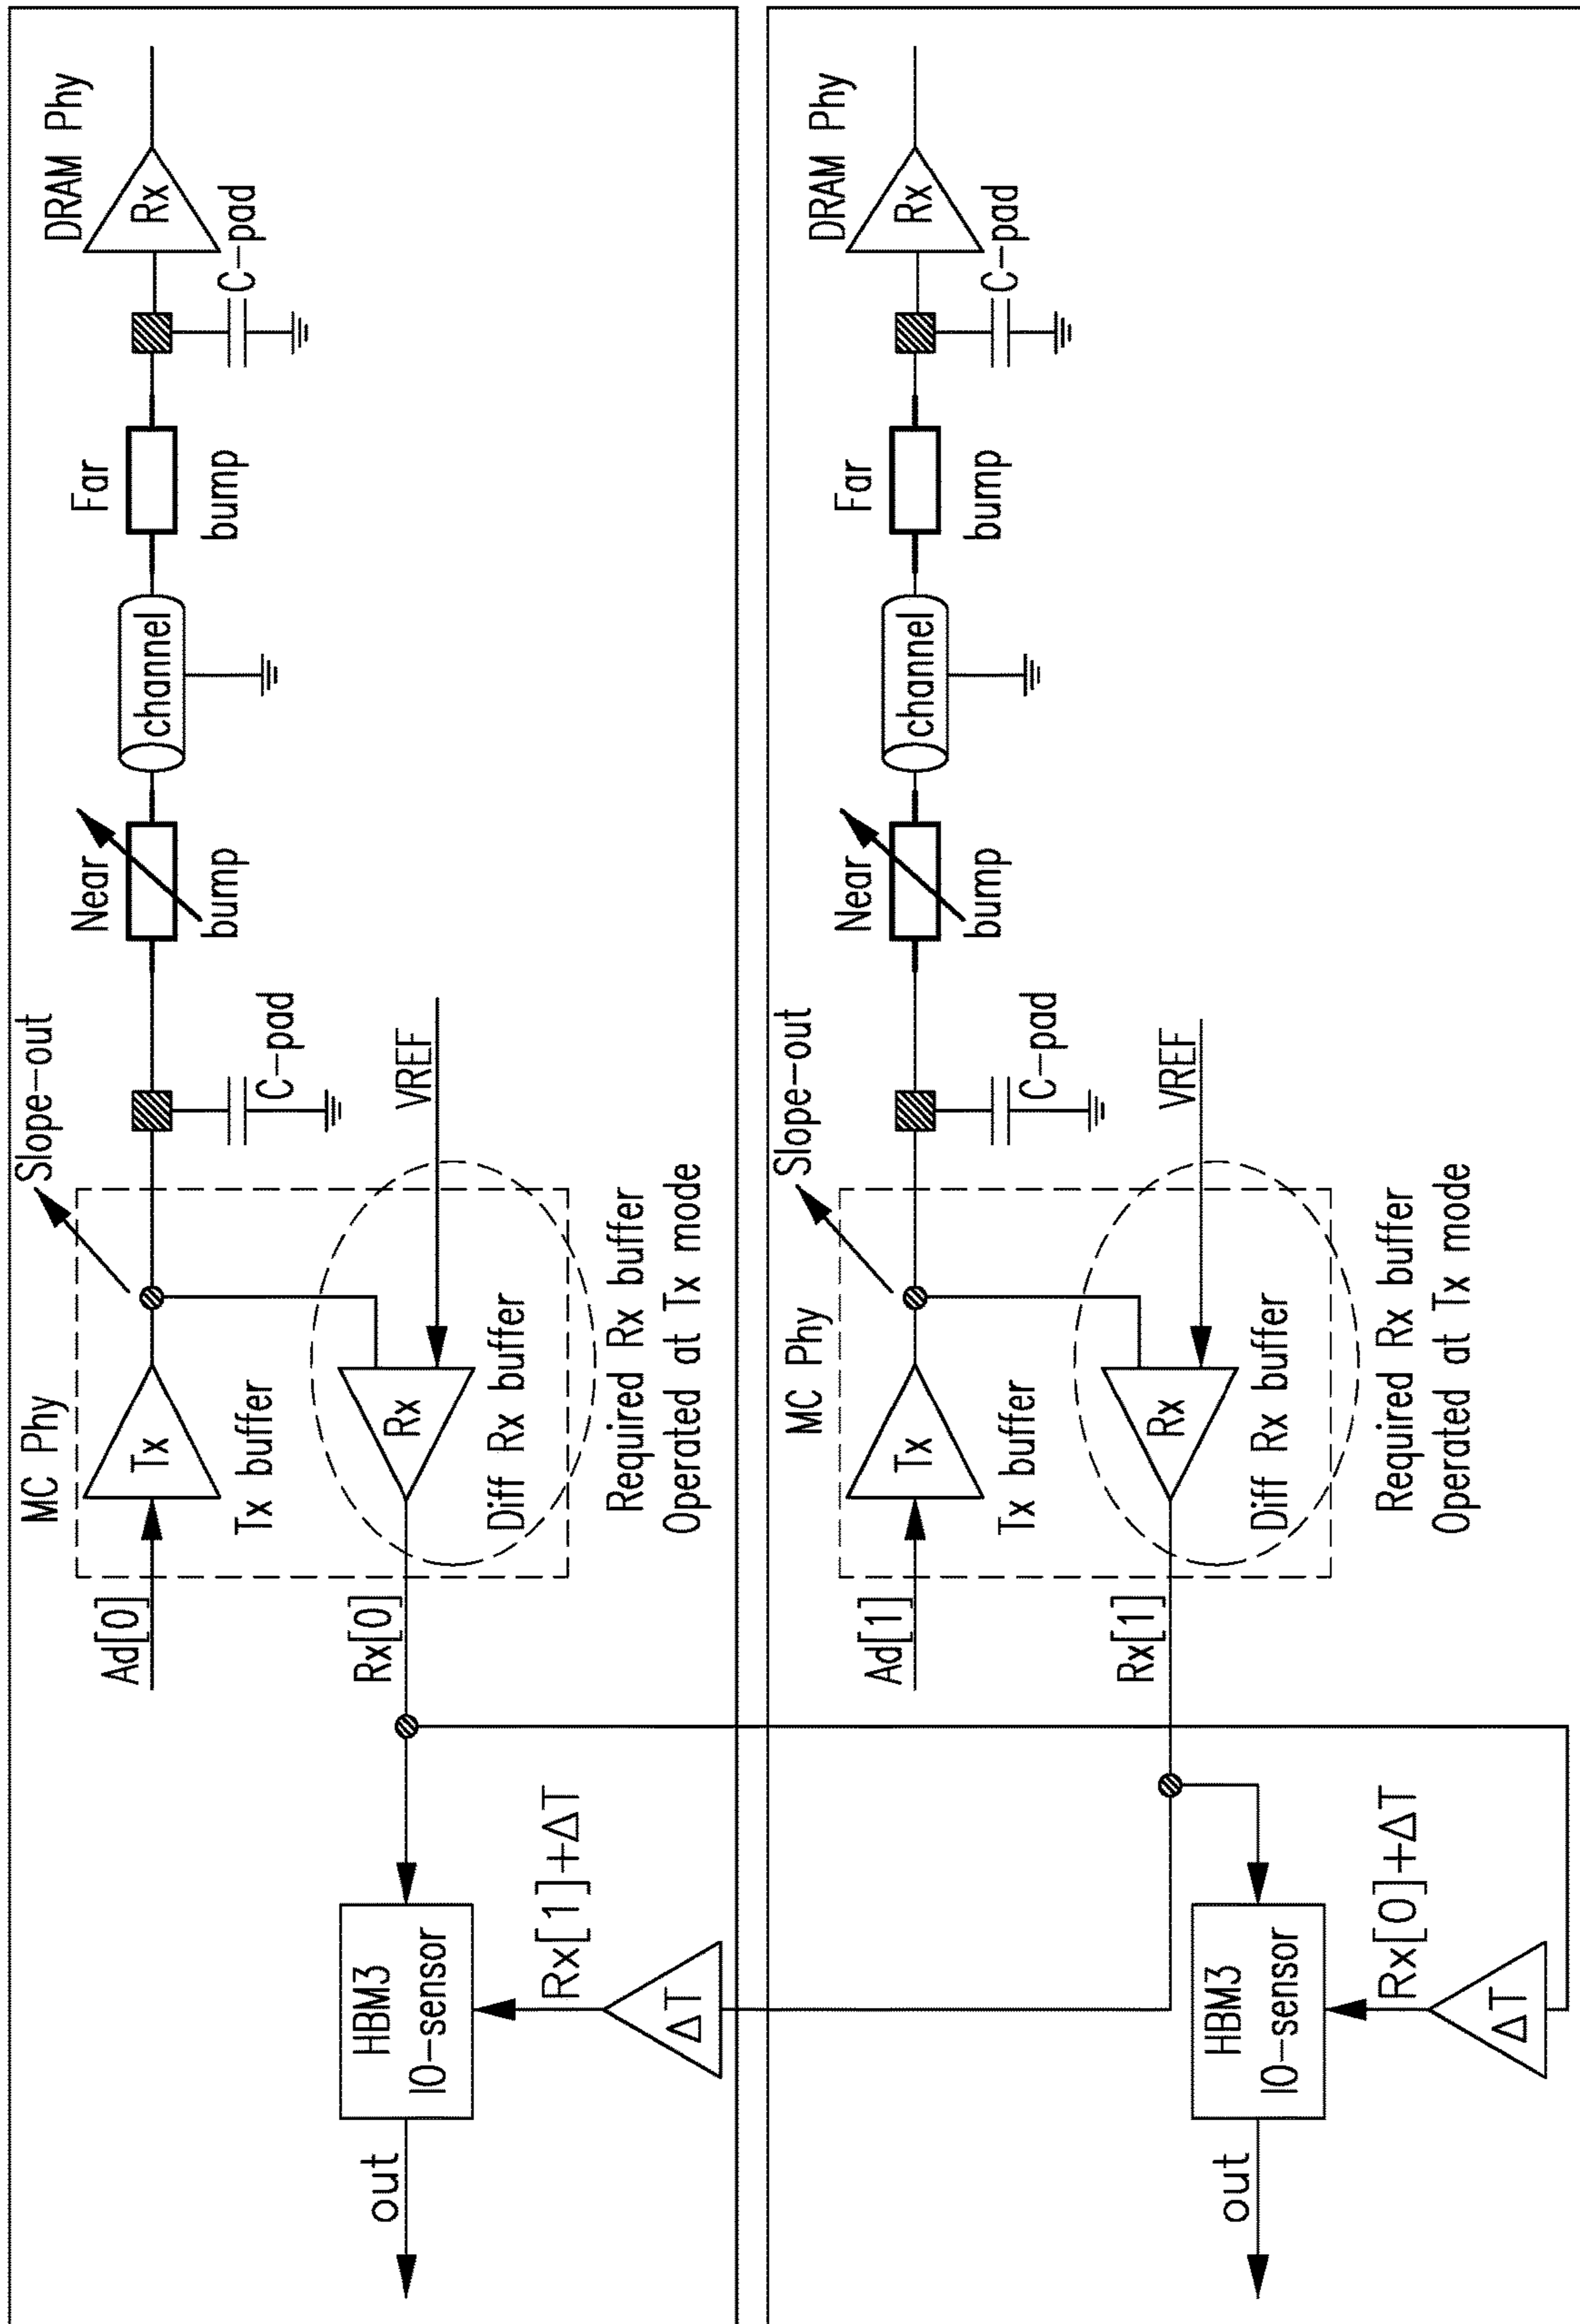 DRAM Phy
Rx
C-pad
Far
bump
channel
Near
bump
Slope-out
C-pad
VREF
MC Phy
Tx
Tx buffer
Rx
Diff Rx buffer
Required Rx buffer
Operated at Tx mode
Ad[0]
Rx[0]
HBM3
IO-sensor
Rx[1]+ΔT
ΔT
out
DRAM Phy
Rx
C-pad
Far
bump
channel
Near
bump
Slope-out
C-pad
VREF
MC Phy
Tx
Tx buffer
Rx
Diff Rx buffer
Required Rx buffer
Operated at Tx mode
Ad[1]
Rx[1]
HBM3
IO-sensor
Rx[0]+ΔT
ΔT
out